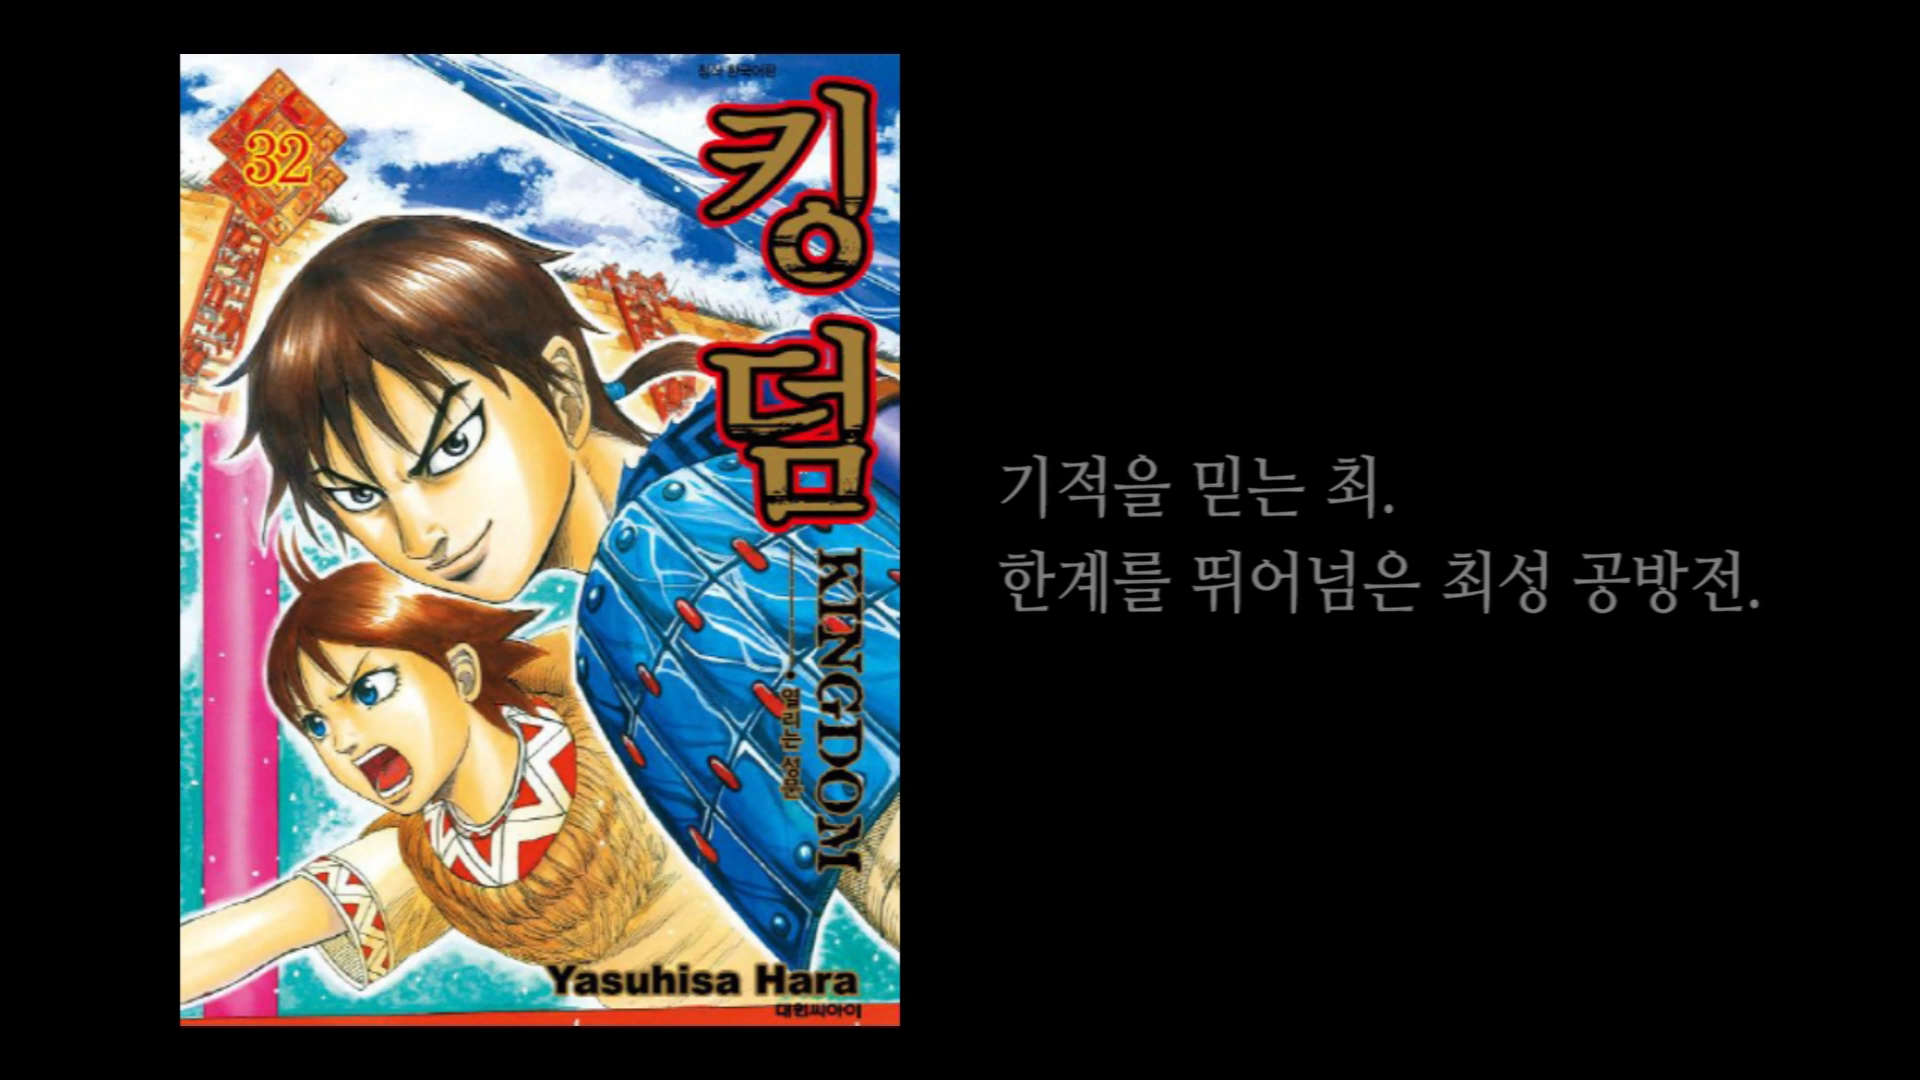 정식 한국어판
32
킹덤
KINGDOM
열리는 성문
Yasuhisa Hara
대원씨아이
기적을 믿는 최.
한계를 뛰어넘은 최성 공방전.